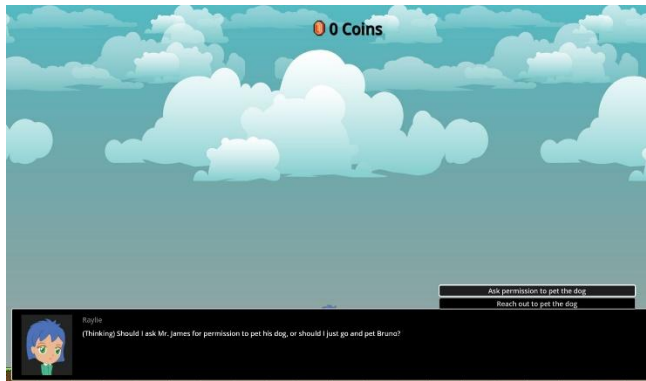 0 Coins
Ask permission to pet the dog
Reach out to pet the dog
Raylie
(Thinking) Should I ask Mr. James for permission to pet his dog, or should I just go and pet Bruno?